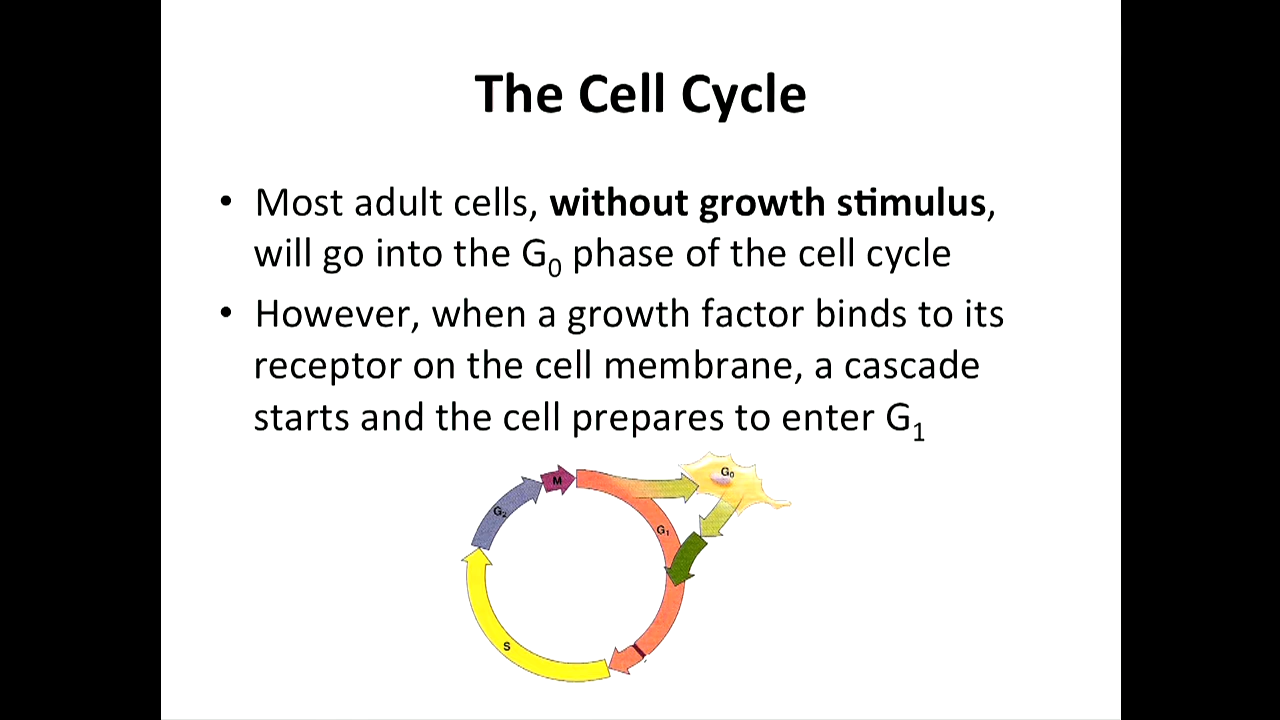 The Cell Cycle
• Most adult cells, without growth stimulus,
will go into the G₀ phase of the cell cycle
• However, when a growth factor binds to its
receptor on the cell membrane, a cascade
starts and the cell prepares to enter G₁
M
G₀
G₂
G₁
S